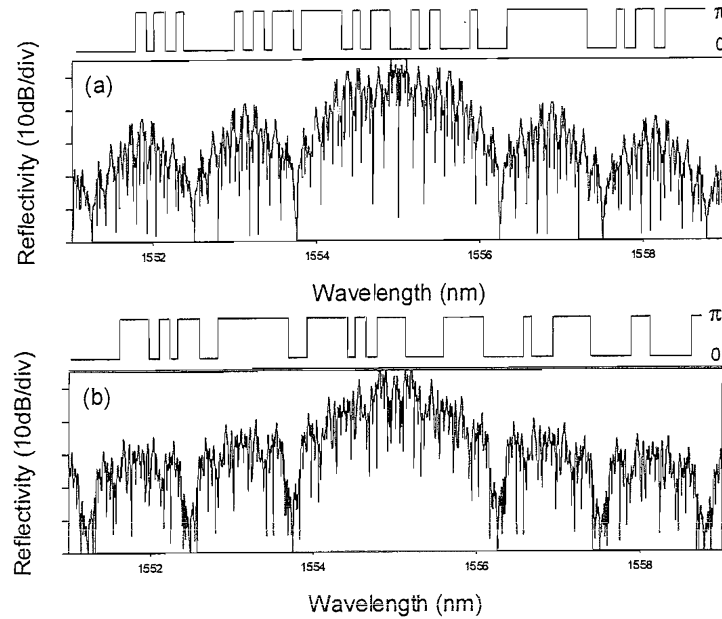 π
0
(a)
Reflectivity (10dB/div)
1552 1554 1556 1558
Wavelength (nm)
π
0
(b)
Reflectivity (10dB/div)
1552 1554 1556 1558
Wavelength (nm)